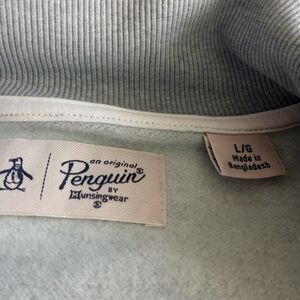 an original
Penguin®
BY
Munsingwear
®
L/G
Made in
Bangladesh